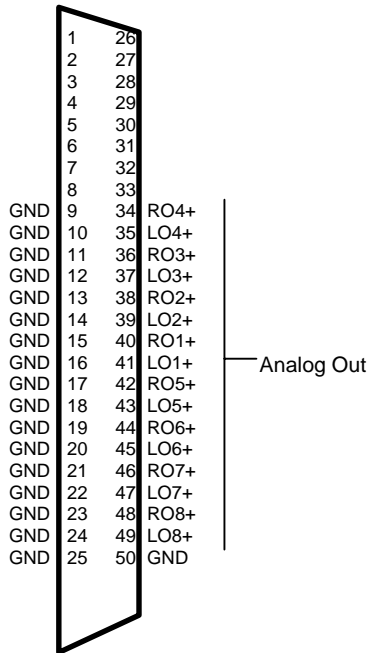 1 26
2 27
3 28
4 29
5 30
6 31
7 32
8 33
GND 9 34 RO4+
GND 10 35 LO4+
GND 11 36 RO3+
GND 12 37 LO3+
GND 13 38 RO2+
GND 14 39 LO2+
GND 15 40 RO1+
GND 16 41 LO1+
Analog Out
GND 17 42 RO5+
GND 18 43 LO5+
GND 19 44 RO6+
GND 20 45 LO6+
GND 21 46 RO7+
GND 22 47 LO7+
GND 23 48 RO8+
GND 24 49 LO8+
GND 25 50 GND